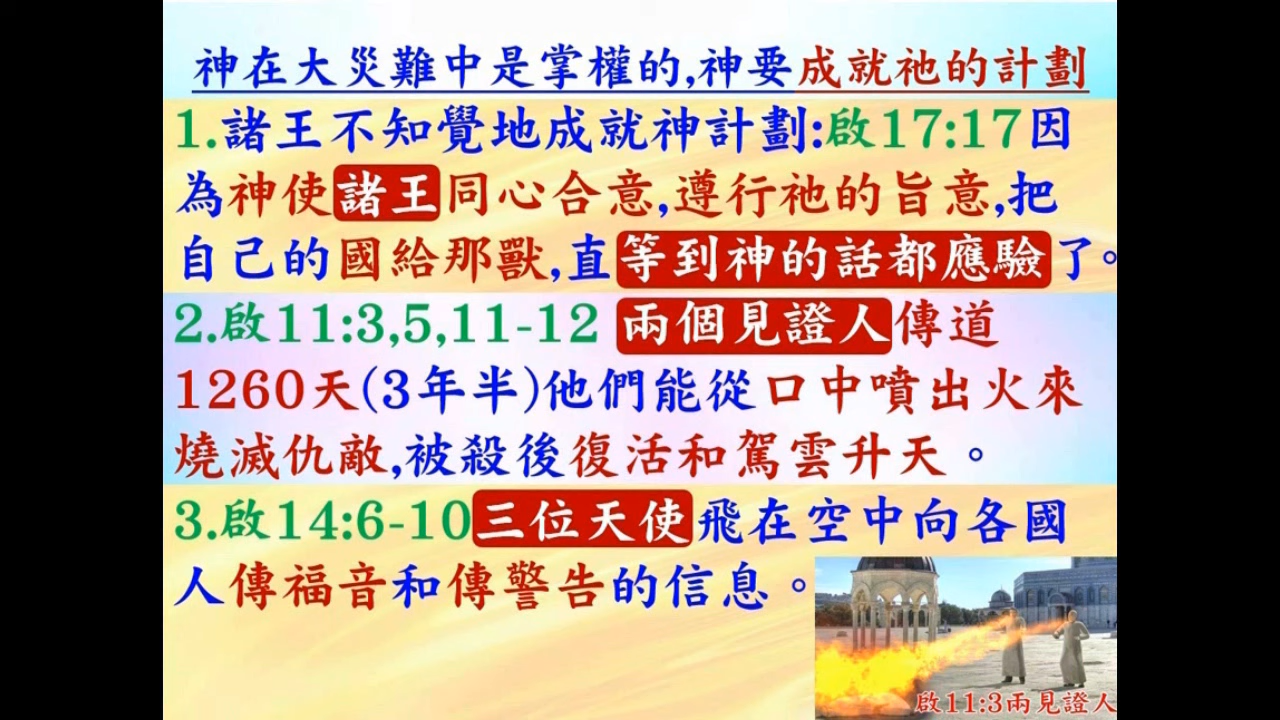 神在大災難中是掌權的,神要成就祂的計劃
1.諸王不知覺地成就神計劃:啟17:17因
為神使諸王同心合意,遵行祂的旨意,把
自己的國給那獸,直等到神的話都應驗了。
2.啟11:3,5,11-12 兩個見證人傳道
1260天(3年半)他們能從口中噴出火來
燒滅仇敵,被殺後復活和駕雲升天。
3.啟14:6-10三位天使飛在空中向各國
人傳福音和傳警告的信息。
啟11:3兩見證人